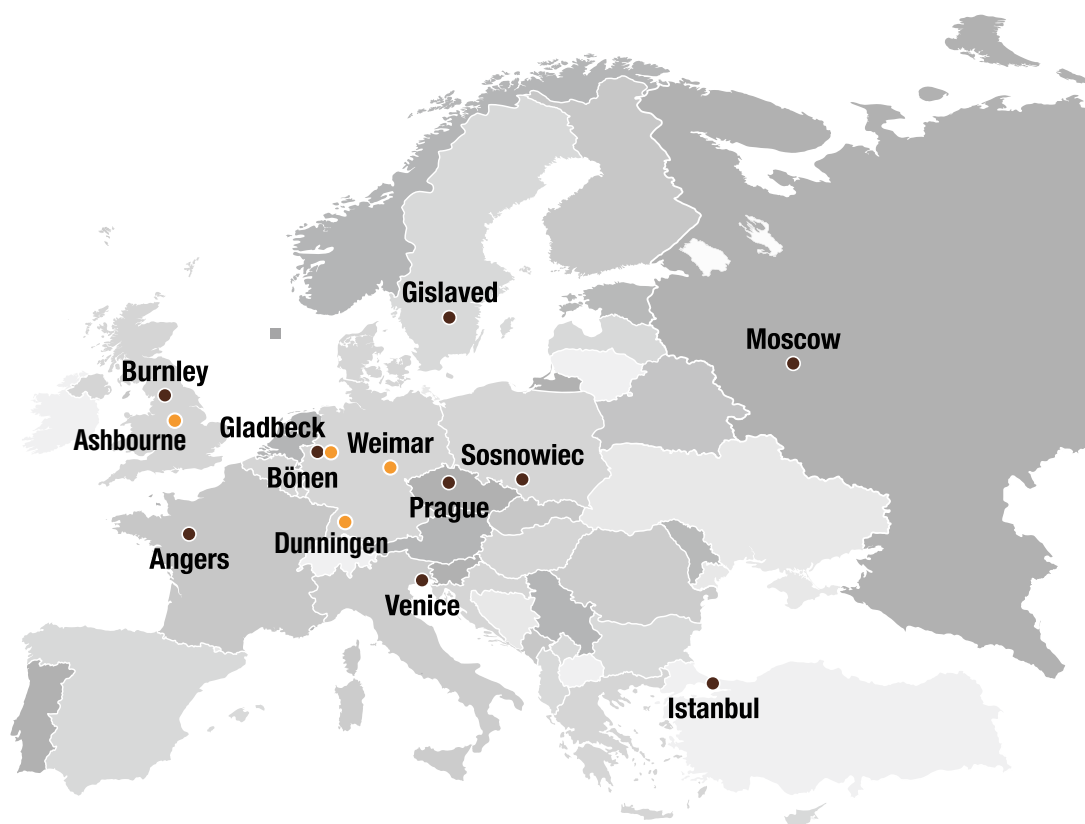 Gislaved
Moscow
Burnley
Ashbourne
Gladbeck
Weimar
Sosnowiec
Bönen
Prague
Dunningen
Angers
Venice
Istanbul